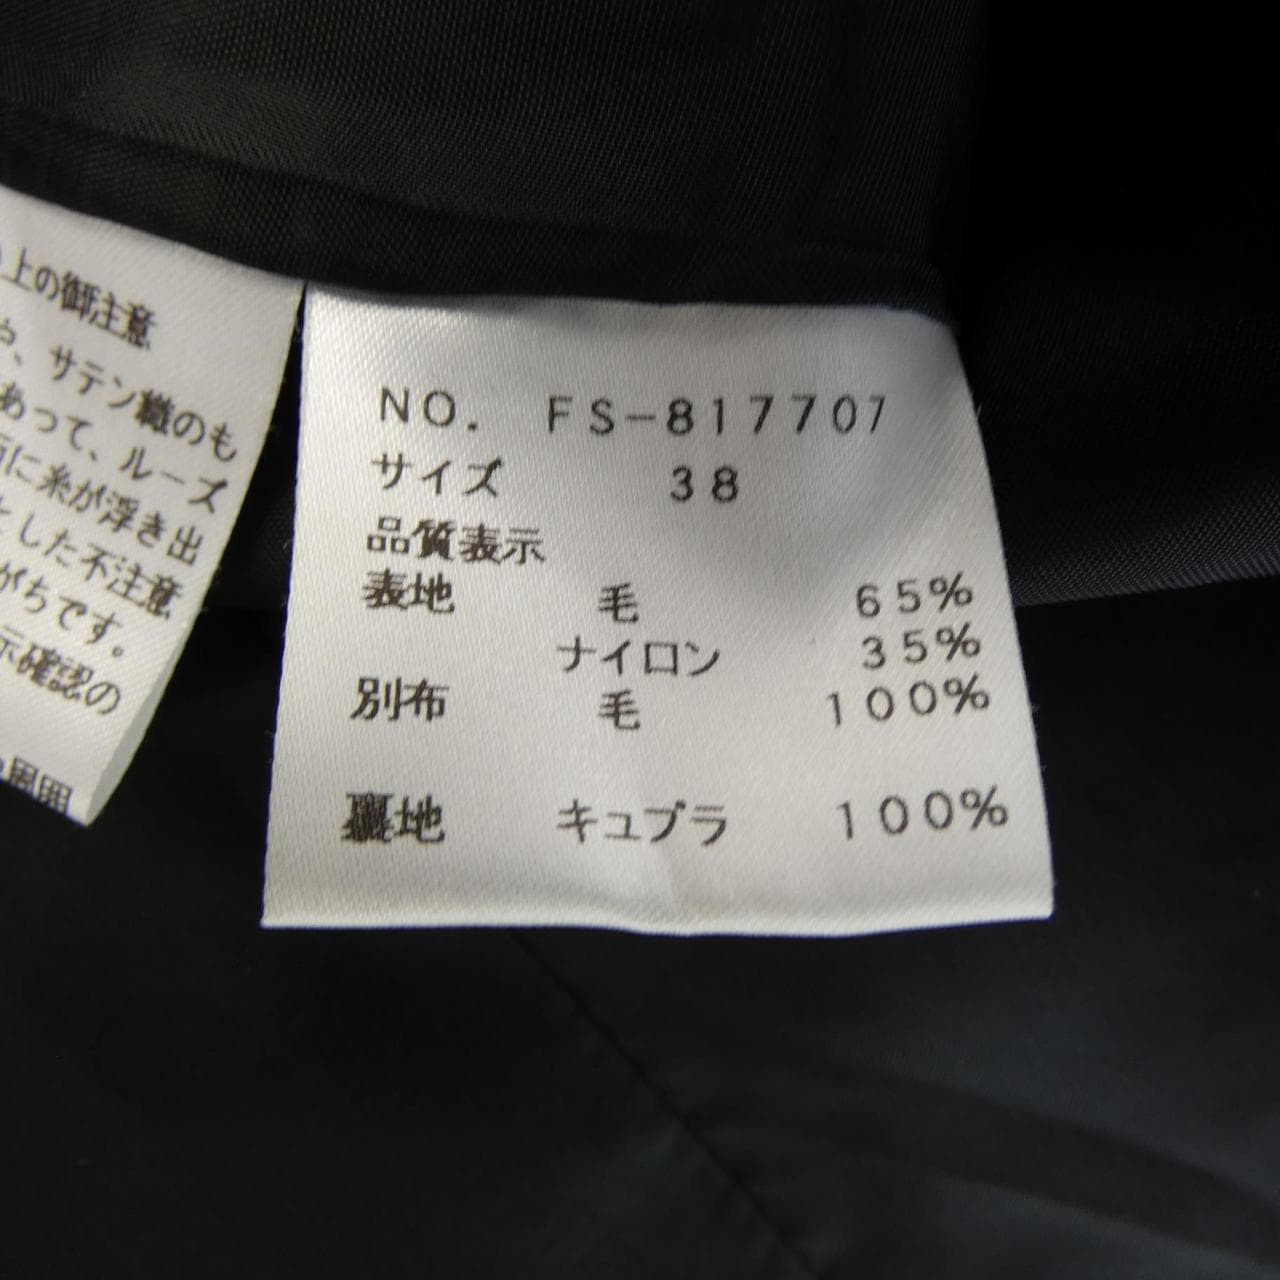 上の御注意
や、サテン織のも
あって、ルーズ
に糸が浮き出
とした不注意
がちです。
示確認の
周囲
NO. FS-817707
サイズ 38
品質表示
表地 毛 65%
ナイロン 35%
別布 毛 100%
裏地 キュプラ 100%